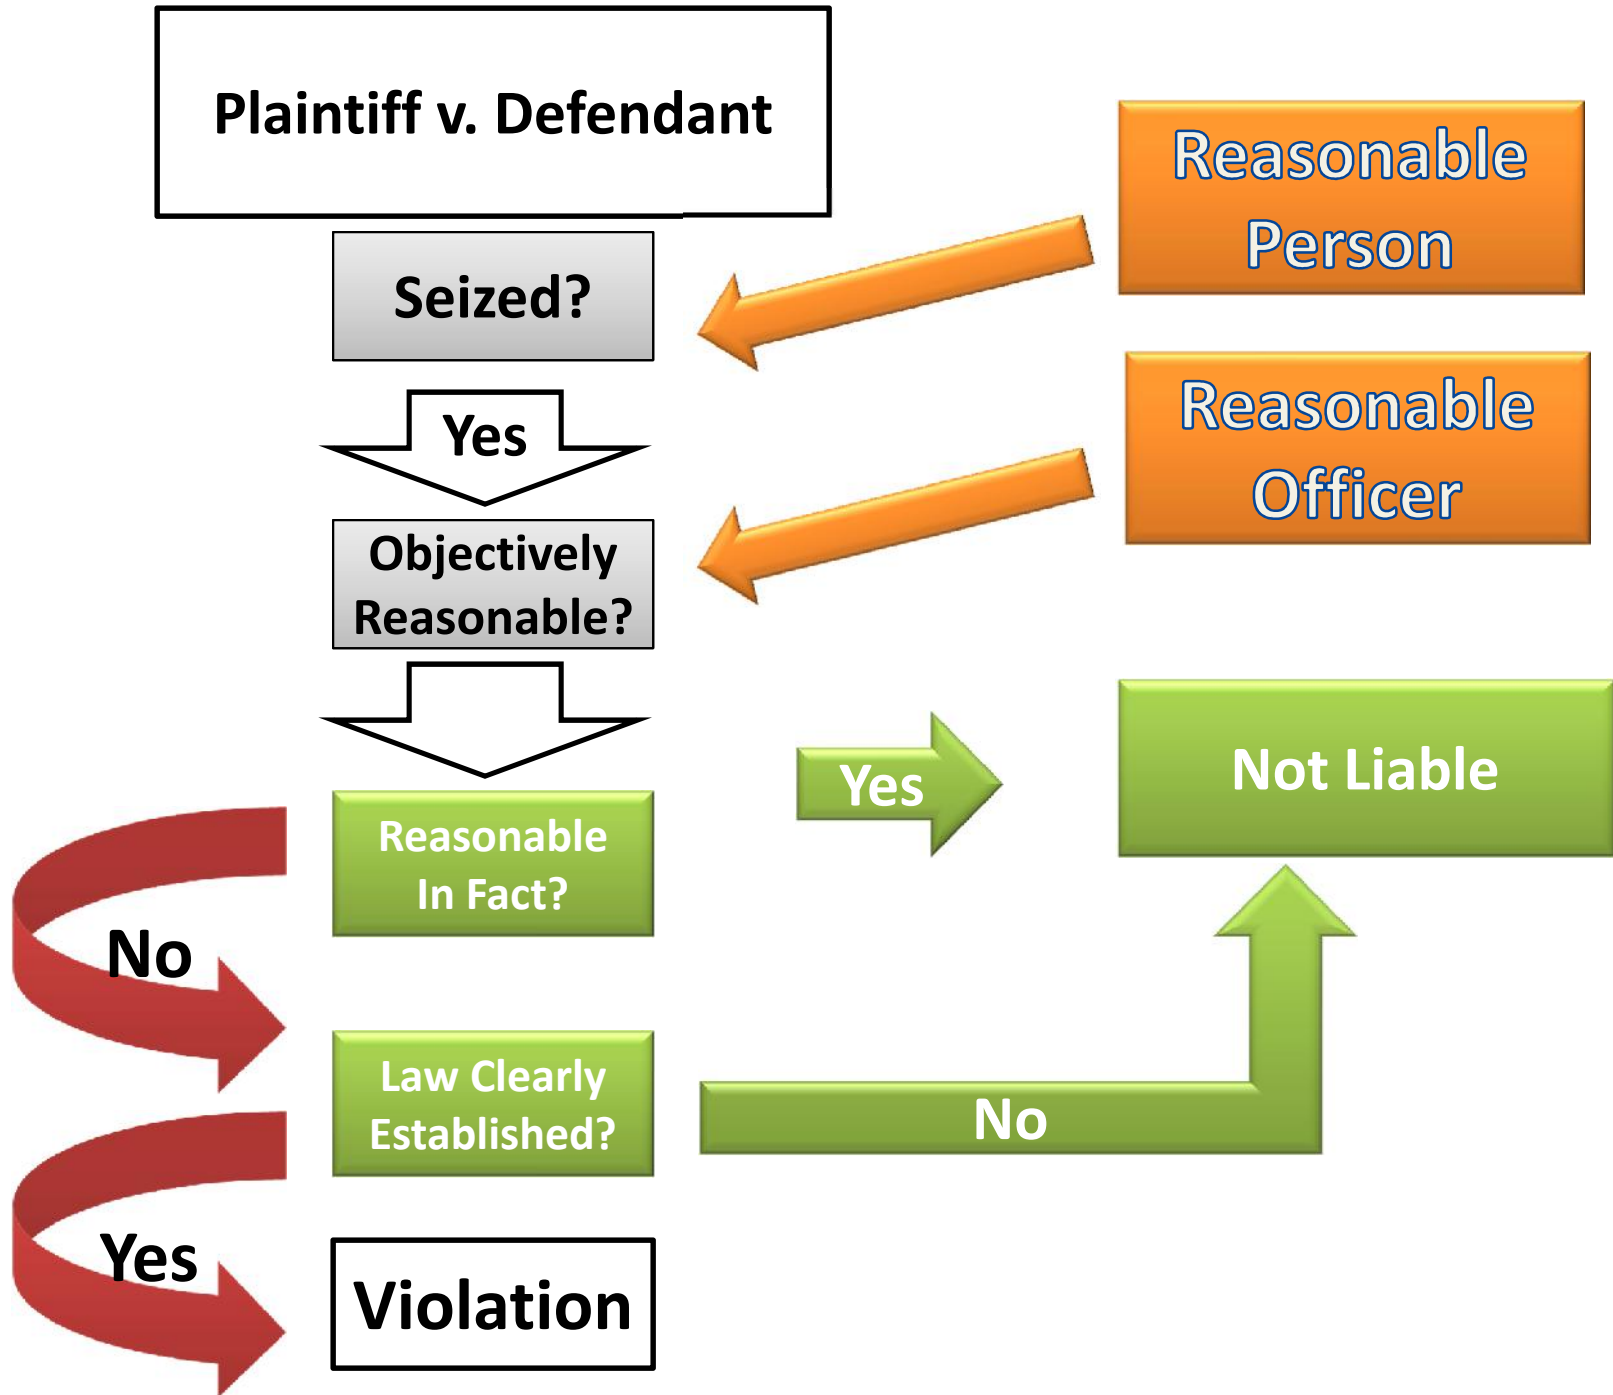 Plaintiff v. Defendant
Reasonable
Person
Seized?
Reasonable
Officer
Yes
Objectively
Reasonable?
Yes
Not Liable
Reasonable
In Fact?
No
Law Clearly
Established?
No
Yes
Violation